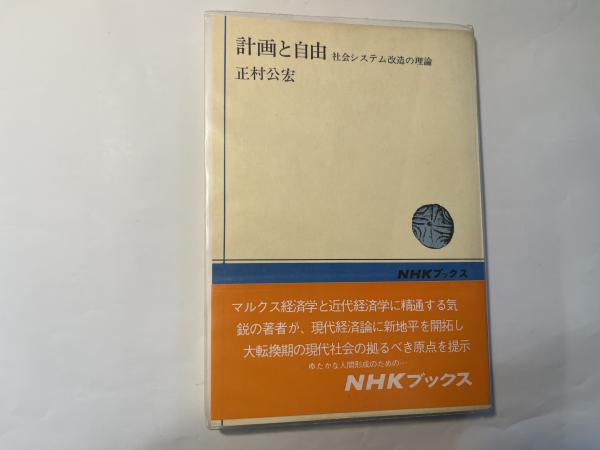 計画と自由 社会システム改造の理論
正村公宏
NHKブックス
マルクス経済学と近代経済学に精通する気
鋭の著者が、現代経済論に新地平を開拓し
大転換期の現代社会の拠るべき原点を提示
ゆたかな人間形成のための…
NHKブックス